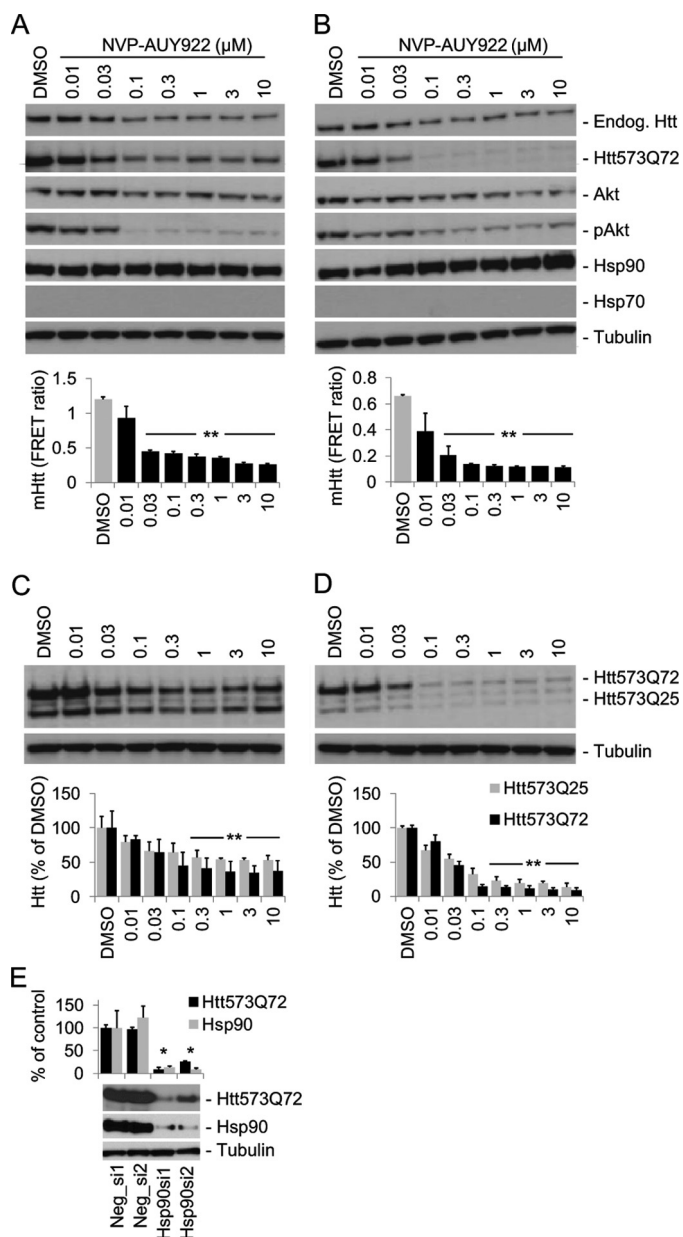 A
B
NVP-AUY922 (µM)
NVP-AUY922 (µM)
DMSO 0.01 0.03 0.1 0.3 1 3 10
DMSO 0.01 0.03 0.1 0.3 1 3 10
- Endog. Htt
- Htt573Q72
- Akt
- pAkt
- Hsp90
- Hsp70
- Tubulin
mHtt (FRET ratio)
1.5
1
0.5
0
**
DMSO 0.01 0.03 0.1 0.3 1 3 10
mHtt (FRET ratio)
0.8
0.6
0.4
0.2
0
**
DMSO 0.01 0.03 0.1 0.3 1 3 10
C
D
DMSO 0.01 0.03 0.1 0.3 1 3 10
DMSO 0.01 0.03 0.1 0.3 1 3 10
- Htt573Q72
- Htt573Q25
- Tubulin
Htt (% of DMSO)
150
100
50
0
**
DMSO 0.01 0.03 0.1 0.3 1 3 10
Htt (% of DMSO)
150
100
50
0
Htt573Q25
Htt573Q72
**
DMSO 0.01 0.03 0.1 0.3 1 3 10
E
% of control
150
100
50
0
Htt573Q72
Hsp90
* *
- Htt573Q72
- Hsp90
- Tubulin
Neg_si1
Neg_si2
Hsp90si1
Hsp90si2